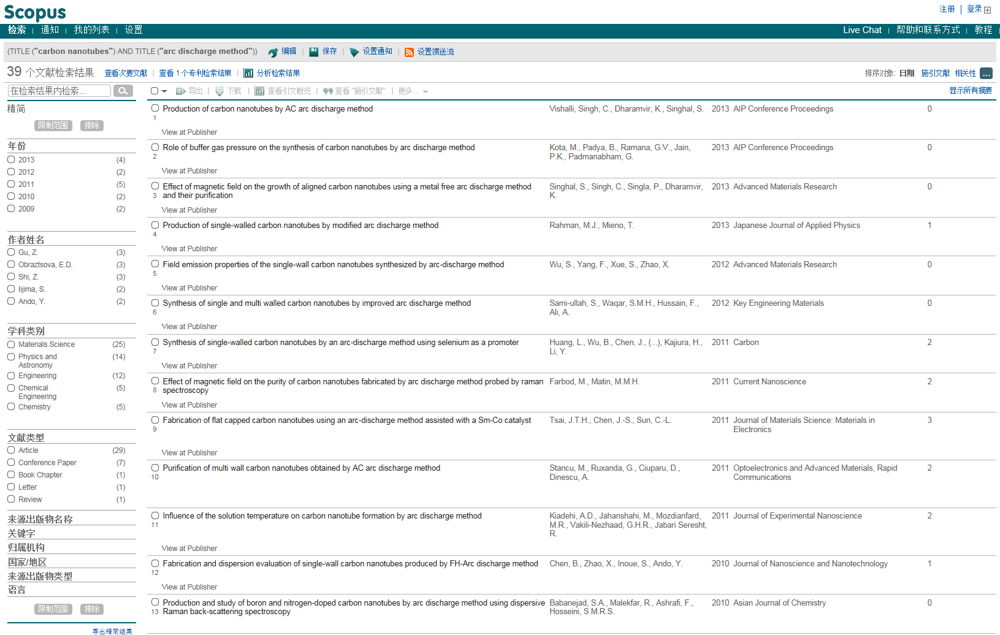 Scopus
注册 | 登录
检索 | 通知 | 我的列表 | 设置
Live Chat | 帮助和联系方式 | 教程
(TITLE ("carbon nanotubes") AND TITLE ("arc discharge method")) 编辑 | 保存 | 设置通知 | 设置馈送流
39 个文献检索结果 查看次要文献 | 查看 1 个专利检索结果 | 分析检索结果
排序对象: 日期 施引文献 相关性 ...
在检索结果内检索...
导出 | 下载 | 查看引文概览 | 查看 "施引文献" | 更多...
显示所有摘要
精简
限制范围 排除
年份
2013 (4)
2012 (2)
2011 (5)
2010 (2)
2009 (2)
作者姓名
Gu, Z. (3)
Obraztsova, E.D. (3)
Shi, Z. (3)
Iijima, S. (2)
Ando, Y. (2)
学科类别
Materials Science (25)
Physics and (14)
Astronomy
Engineering (12)
Chemical (5)
Engineering
Chemistry (5)
文献类型
Article (29)
Conference Paper (7)
Book Chapter (1)
Letter (1)
Review (1)
来源出版物名称
关键字
归属机构
国家/地区
来源出版物类型
语言
限制范围 排除
导出精简结果
Production of carbon nanotubes by AC arc discharge method Vishalli, Singh, C., Dharamvir, K., Singhal, S. 2013 AIP Conference Proceedings 0
1
View at Publisher
Role of buffer gas pressure on the synthesis of carbon nanotubes by arc discharge method Kota, M., Padya, B., Ramana, G.V., Jain, 2013 AIP Conference Proceedings 0
2 P.K., Padmanabham, G.
View at Publisher
Effect of magnetic field on the growth of aligned carbon nanotubes using a metal free arc discharge method Singhal, S., Singh, C., Singla, P., Dharamvir, 2013 Advanced Materials Research 0
3 and their purification K.
View at Publisher
Production of single-walled carbon nanotubes by modified arc discharge method Rahman, M.J., Mieno, T. 2013 Japanese Journal of Applied Physics 1
4
View at Publisher
Field emission properties of the single-wall carbon nanotubes synthesized by arc-discharge method Wu, S., Yang, F., Xue, S., Zhao, X. 2012 Advanced Materials Research 0
5
View at Publisher
Synthesis of single and multi walled carbon nanotubes by improved arc discharge method Sami-ullah, S., Waqar, S.M.H., Hussain, F., 2012 Key Engineering Materials 0
6 Ali, A.
View at Publisher
Synthesis of single-walled carbon nanotubes by an arc-discharge method using selenium as a promoter Huang, L., Wu, B., Chen, J., (...), Kajiura, H., 2011 Carbon 2
7 Li, Y.
View at Publisher
Effect of magnetic field on the purity of carbon nanotubes fabricated by arc discharge method probed by raman Farbod, M., Matin, M.M.H. 2011 Current Nanoscience 2
8 spectroscopy
View at Publisher
Fabrication of flat capped carbon nanotubes using an arc-discharge method assisted with a Sm-Co catalyst Tsai, J.T.H., Chen, J.-S., Sun, C.-L. 2011 Journal of Materials Science: Materials in 3
9 Electronics
View at Publisher
Purification of multi wall carbon nanotubes obtained by AC arc discharge method Stancu, M., Ruxanda, G., Ciuparu, D., 2011 Optoelectronics and Advanced Materials, Rapid 2
10 Dinescu, A. Communications
Influence of the solution temperature on carbon nanotube formation by arc discharge method Kiadehi, A.D., Jahanshahi, M., Mozdianfard, 2011 Journal of Experimental Nanoscience 2
11 M.R., Vakili-Nezhaad, G.H.R., Jabari Seresht,
R.
View at Publisher
Fabrication and dispersion evaluation of single-wall carbon nanotubes produced by FH-Arc discharge method Chen, B., Zhao, X., Inoue, S., Ando, Y. 2010 Journal of Nanoscience and Nanotechnology 1
12
View at Publisher
Production and study of boron and nitrogen-doped carbon nanotubes by arc discharge method using dispersive Babanejad, S.A., Malekfar, R., Ashrafi, F., 2010 Asian Journal of Chemistry 0
13 Raman back-scattering spectroscopy Hosseini, S.M.R.S.